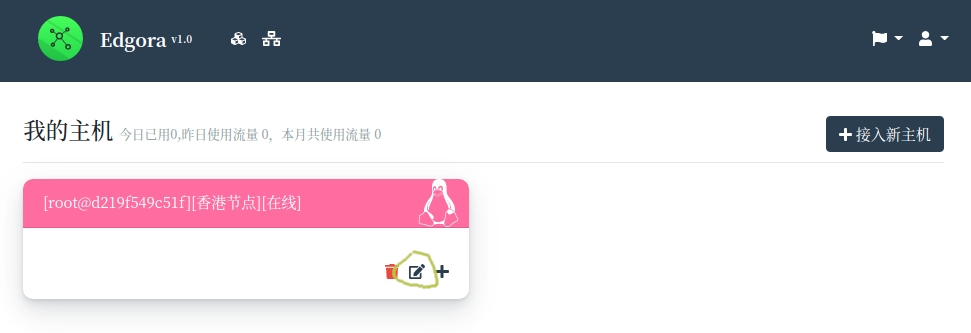 Edgora v1.0
我的主机 今日已用0,昨日使用流量 0，本月共使用流量 0
接入新主机
[root@d219f549c51f][香港节点][在线]